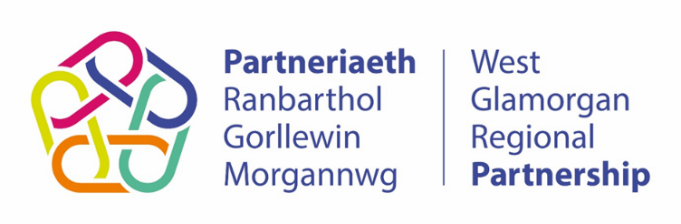 Partneriaeth
Ranbarthol
Gorllewin
Morgannwg
West
Glamorgan
Regional
Partnership